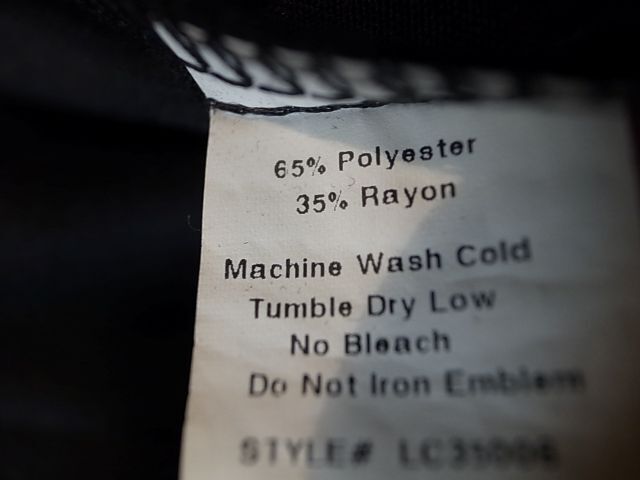 65% Polyester
35% Rayon
Machine Wash Cold
Tumble Dry Low
No Bleach
Do Not Iron Emblem
STYLE#